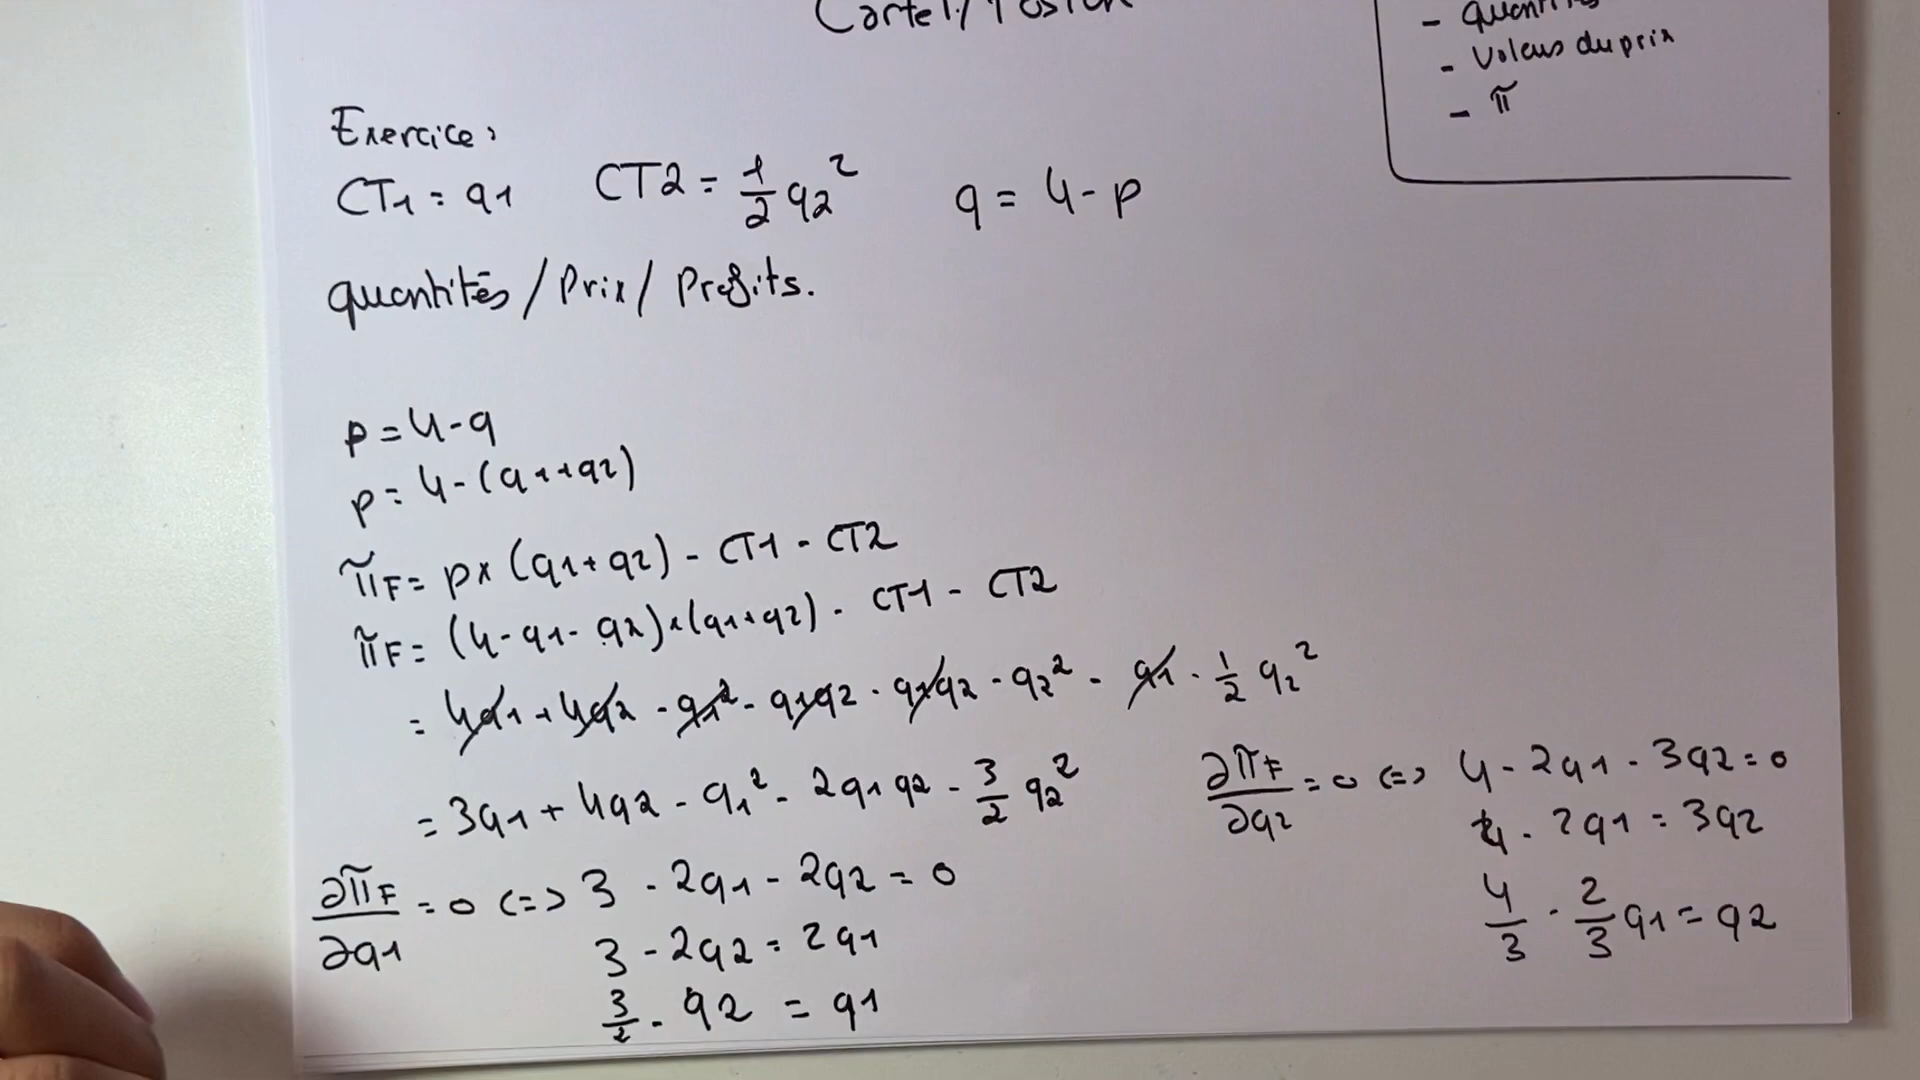 Cartel /
- quantités
- Valeurs du prix
- π
Exercice :
CT1 = q1 CT2 = 1/2 q2² q = 4 - p
quantités / Prix / Profits.
p = 4 - q
p = 4 - (q1 + q2)
πF = p x (q1 + q2) - CT1 - CT2
πF = (4 - q1 - q2) x (q1 + q2) - CT1 - CT2
= 4q1 + 4q2 - q1² - q1q2 - q1q2 - q2² - q1 - 1/2 q2²
= 3q1 + 4q2 - q1² - 2q1q2 - 3/2 q2²
∂πF/∂q1 = 0 <=> 3 - 2q1 - 2q2 = 0
3 - 2q2 = 2q1
3/2 - q2 = q1
∂πF/∂q2 = 0 <=> 4 - 2q1 - 3q2 = 0
4 - 2q1 = 3q2
4/3 - 2/3 q1 = q2